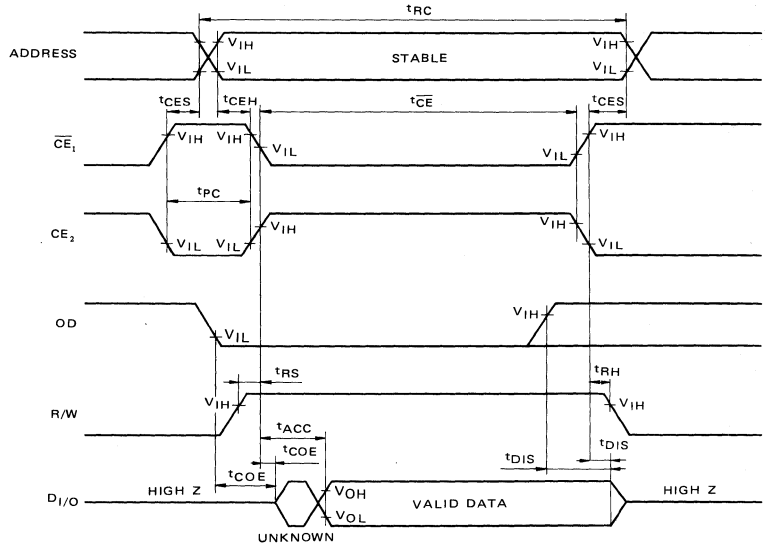 tRC
ADDRESS
VIH
STABLE
VIH
VIL
VIL
tCES
tCEH
tCE
tCES
CE1
VIH
VIH
VIL
VIL
VIH
tPC
CE2
VIL
VIL
VIH
VIH
VIL
OD
VIL
VIH
tRS
tRH
R/W
VIH
VIH
tACC
tCOE
tCOE
tDIS
tDIS
DI/O
HIGH Z
VOH
VOL
VALID DATA
HIGH Z
UNKNOWN